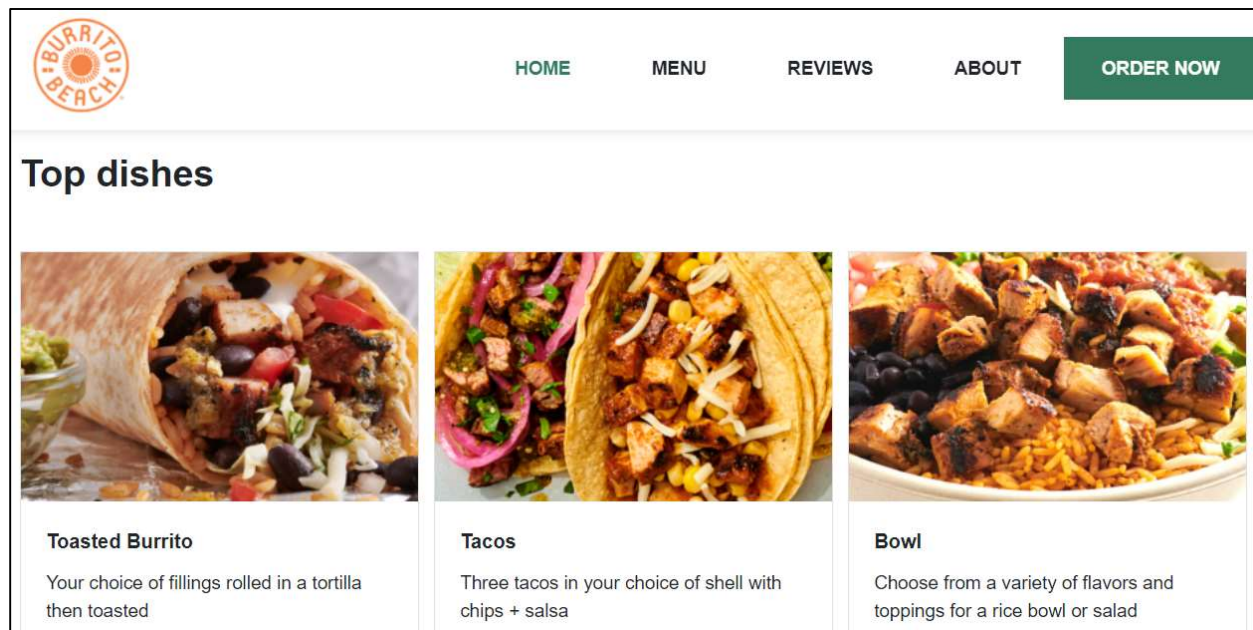 BURRITO
BEACH
HOME MENU REVIEWS ABOUT ORDER NOW
Top dishes
Toasted Burrito
Your choice of fillings rolled in a tortilla
then toasted
Tacos
Three tacos in your choice of shell with
chips + salsa
Bowl
Choose from a variety of flavors and
toppings for a rice bowl or salad